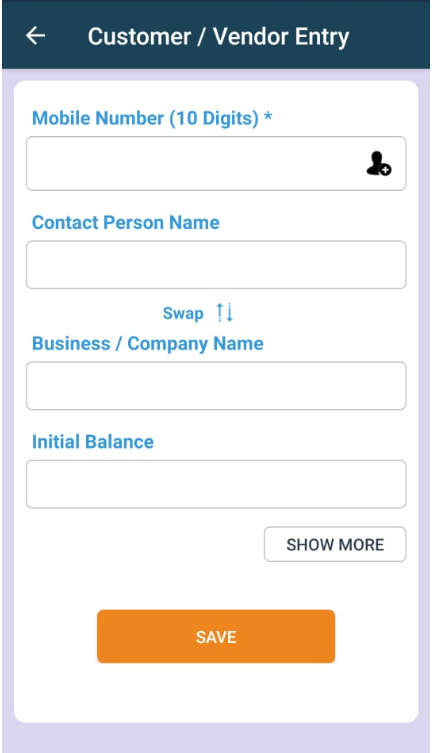 Customer / Vendor Entry
Mobile Number (10 Digits) *
Contact Person Name
Swap
Business / Company Name
Initial Balance
SHOW MORE
SAVE